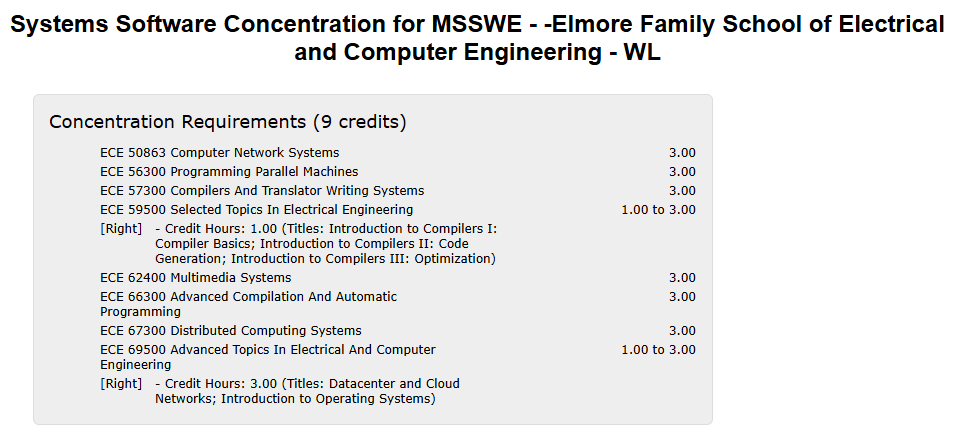 Systems Software Concentration for MSSWE - -Elmore Family School of Electrical
and Computer Engineering - WL
Concentration Requirements (9 credits)
ECE 50863 Computer Network Systems 3.00
ECE 56300 Programming Parallel Machines 3.00
ECE 57300 Compilers And Translator Writing Systems 3.00
ECE 59500 Selected Topics In Electrical Engineering 1.00 to 3.00
[Right] - Credit Hours: 1.00 (Titles: Introduction to Compilers I:
Compiler Basics; Introduction to Compilers II: Code
Generation; Introduction to Compilers III: Optimization)
ECE 62400 Multimedia Systems 3.00
ECE 66300 Advanced Compilation And Automatic 3.00
Programming
ECE 67300 Distributed Computing Systems 3.00
ECE 69500 Advanced Topics In Electrical And Computer 1.00 to 3.00
Engineering
[Right] - Credit Hours: 3.00 (Titles: Datacenter and Cloud
Networks; Introduction to Operating Systems)